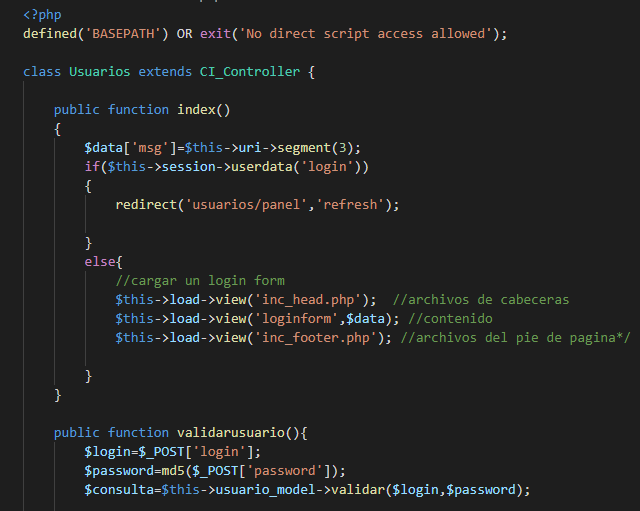 <?php
defined('BASEPATH') OR exit('No direct script access allowed');
class Usuarios extends CI_Controller {
public function index()
{
$data['msg']=$this->uri->segment(3);
if($this->session->userdata('login'))
{
redirect('usuarios/panel','refresh');
}
else{
//cargar un login form
$this->load->view('inc_head.php');  //archivos de cabeceras
$this->load->view('loginform',$data); //contenido
$this->load->view('inc_footer.php'); //archivos del pie de pagina*/
}
}
public function validarusuario(){
$login=$_POST['login'];
$password=md5($_POST['password']);
$consulta=$this->usuario_model->validar($login,$password);